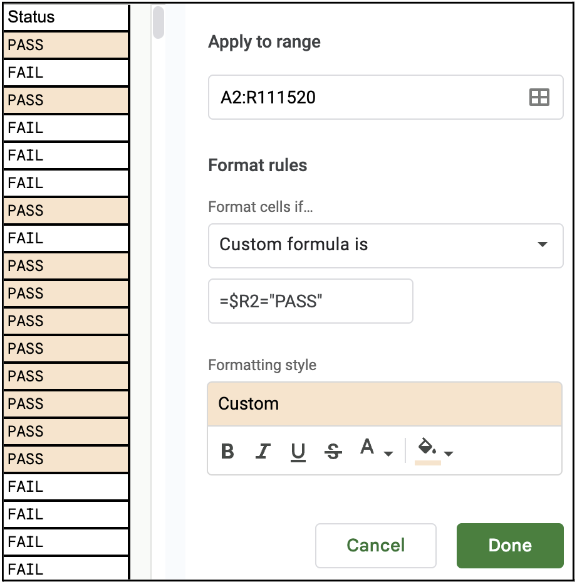 Status
PASS
FAIL
PASS
FAIL
FAIL
FAIL
PASS
FAIL
PASS
PASS
PASS
PASS
PASS
PASS
PASS
PASS
FAIL
FAIL
FAIL
FAIL
Apply to range
A2:R111520
Format rules
Format cells if…
Custom formula is
=$R2="PASS"
Formatting style
Custom
B I U S A
Cancel Done